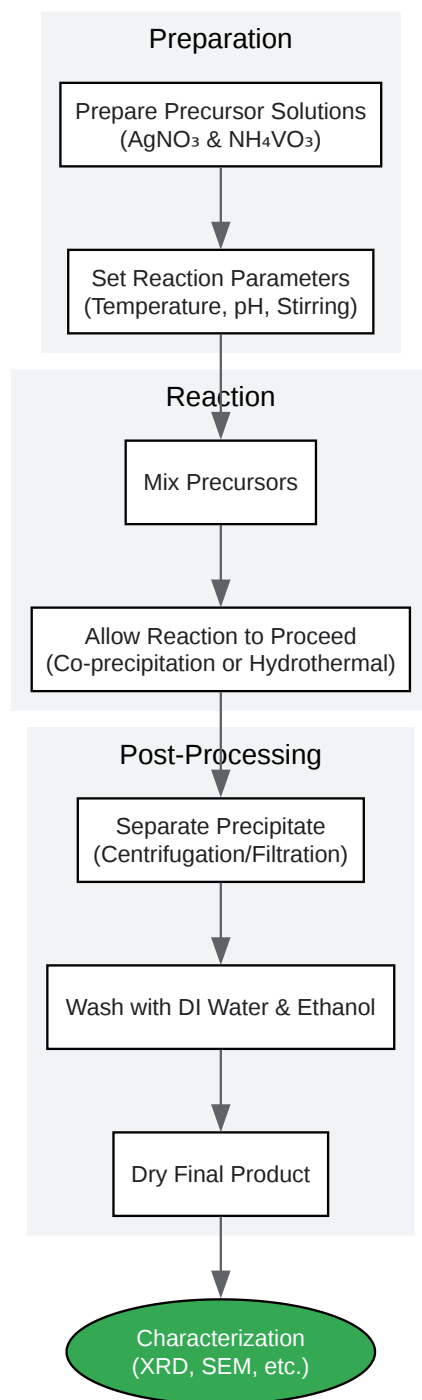 Preparation
Prepare Precursor Solutions
(AgNO₃ & NH₄VO₃)
Set Reaction Parameters
(Temperature, pH, Stirring)
Reaction
Mix Precursors
Allow Reaction to Proceed
(Co-precipitation or Hydrothermal)
Post-Processing
Separate Precipitate
(Centrifugation/Filtration)
Wash with DI Water & Ethanol
Dry Final Product
Characterization
(XRD, SEM, etc.)